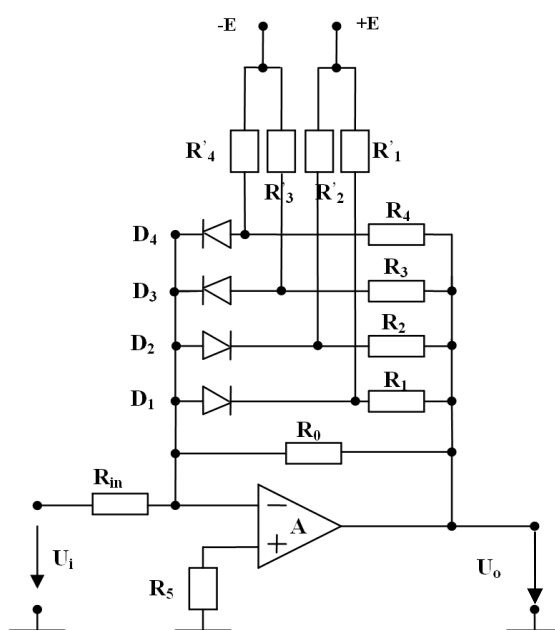 -E +E
R'4 R'1
R'3 R'2
D4 R4
D3 R3
D2 R2
D1 R1
R0
Rin
A
Ui
Uo
R5